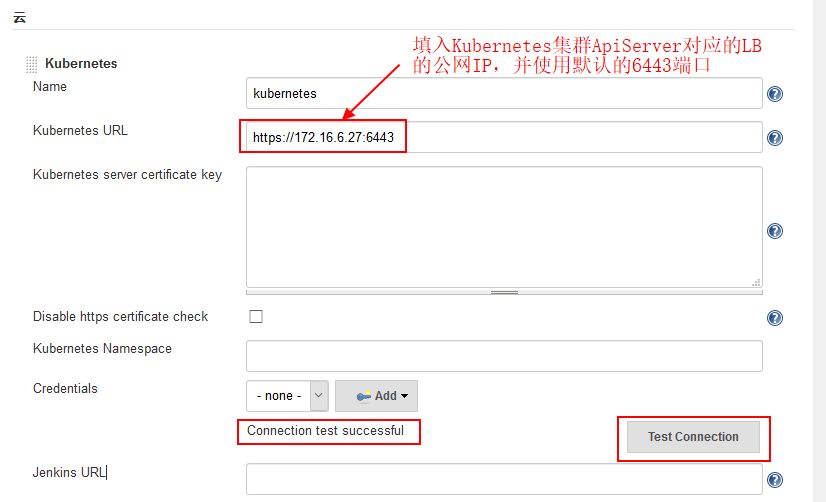 云
填入Kubernetes集群ApiServer对应的LB
的公网IP，并使用默认的6443端口
Kubernetes
Name
kubernetes
Kubernetes URL
https://172.16.6.27:6443
Kubernetes server certificate key
Disable https certificate check
Kubernetes Namespace
Credentials
- none -
Add
Connection test successful
Test Connection
Jenkins URL